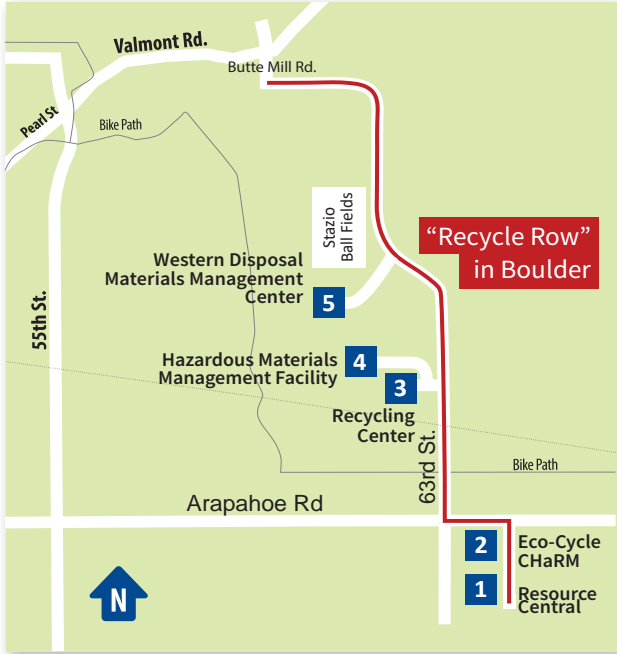 Valmont Rd.
Butte Mill Rd.
Pearl St
Bike Path
Stazio
Ball Fields
“Recycle Row”
in Boulder
Western Disposal
Materials Management
Center
5
55th St.
Hazardous Materials
Management Facility
4
3
Recycling
Center
63rd St.
Bike Path
Arapahoe Rd
2
Eco-Cycle
CHaRM
1
Resource
Central
N